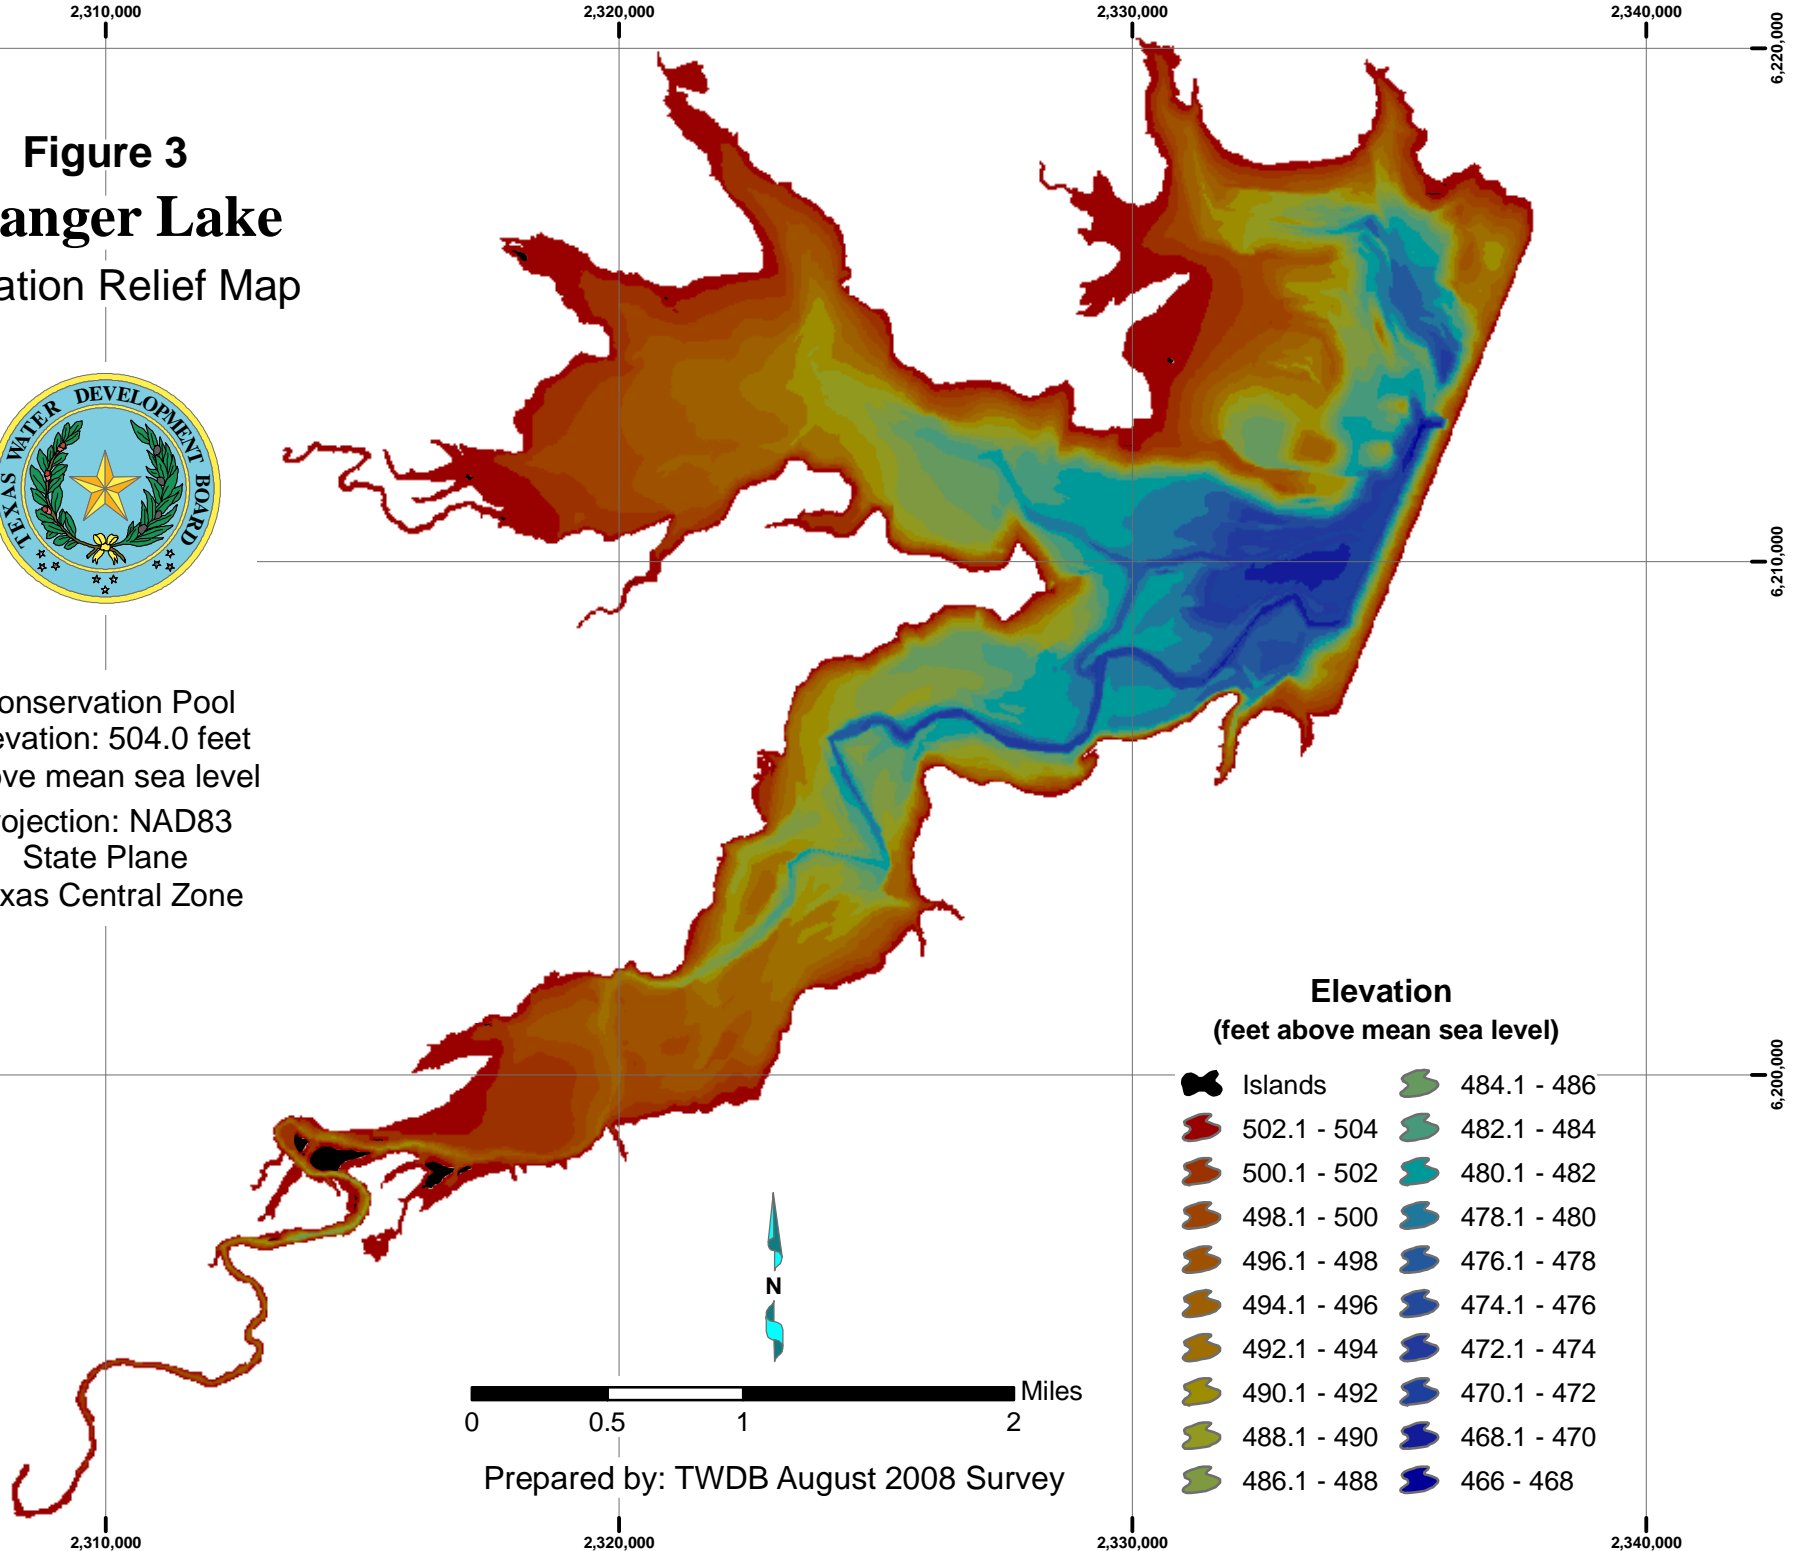 2,310,000
2,320,000
2,330,000
2,340,000
6,220,000
6,210,000
6,200,000
Figure 3
anger Lake
ation Relief Map
TEXAS WATER DEVELOPMENT BOARD
onservation Pool
evation: 504.0 feet
ove mean sea level
ojection: NAD83
State Plane
xas Central Zone
Elevation
(feet above mean sea level)
Islands
502.1 - 504
500.1 - 502
498.1 - 500
496.1 - 498
494.1 - 496
492.1 - 494
490.1 - 492
488.1 - 490
486.1 - 488
484.1 - 486
482.1 - 484
480.1 - 482
478.1 - 480
476.1 - 478
474.1 - 476
472.1 - 474
470.1 - 472
468.1 - 470
466 - 468
N
Miles
0 0.5 1 2
Prepared by: TWDB August 2008 Survey
2,310,000
2,320,000
2,330,000
2,340,000